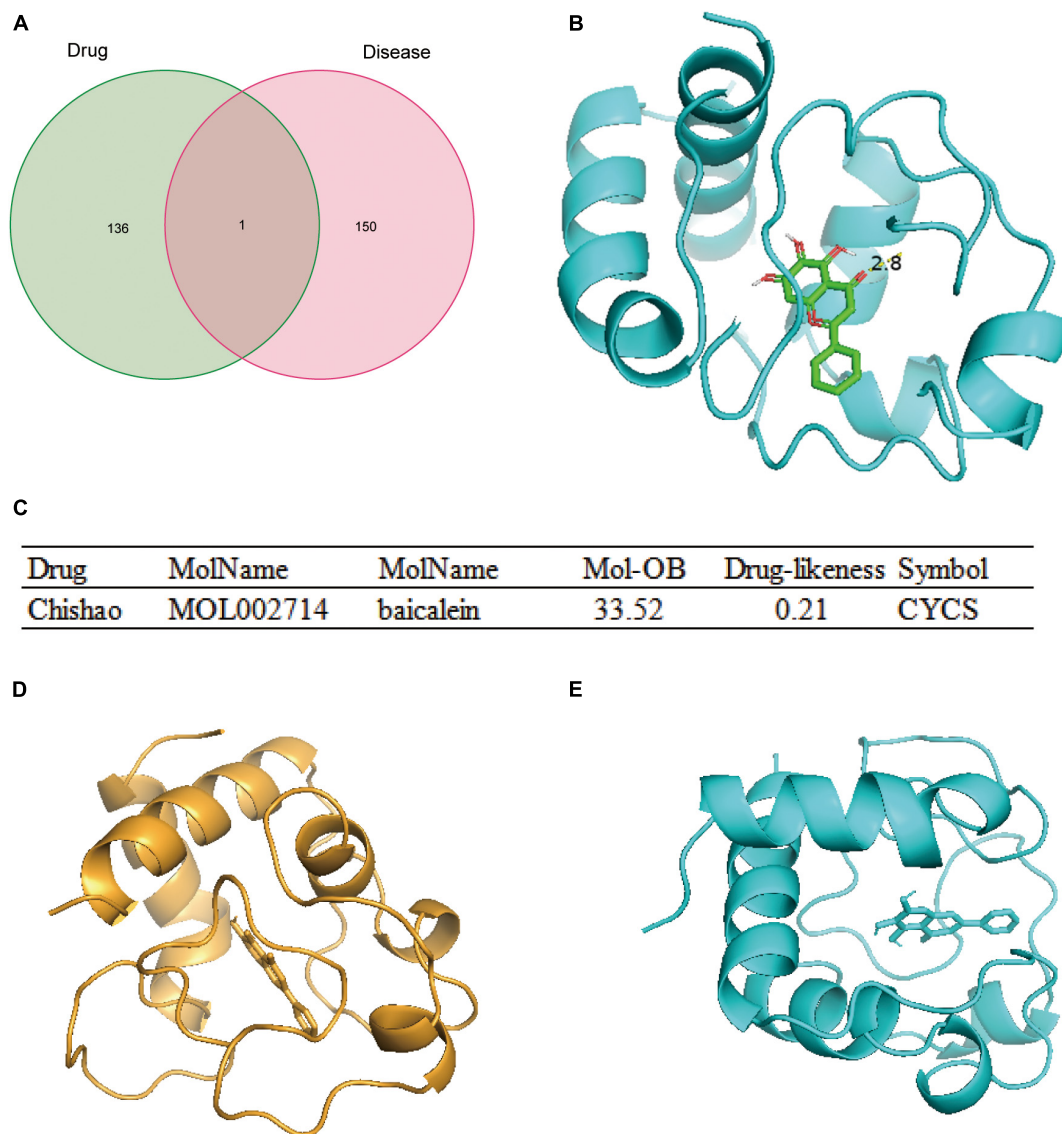 A
Drug
Disease
136
1
150
B
2.8
C
Drug MolName MolName Mol-OB Drug-likeness Symbol
Chishao MOL002714 baicalein 33.52 0.21 CYCS
D
E